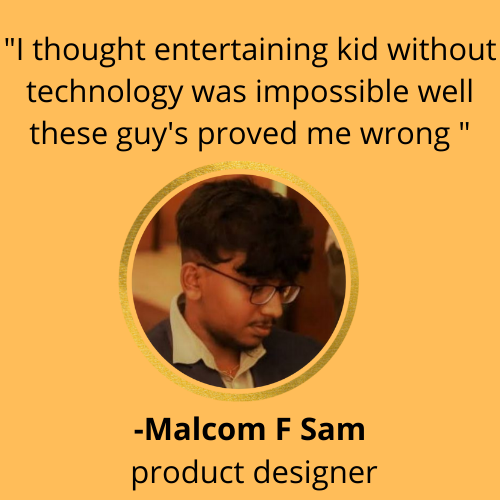 "I thought entertaining kid without
technology was impossible well
these guy's proved me wrong "
-Malcom F Sam
product designer